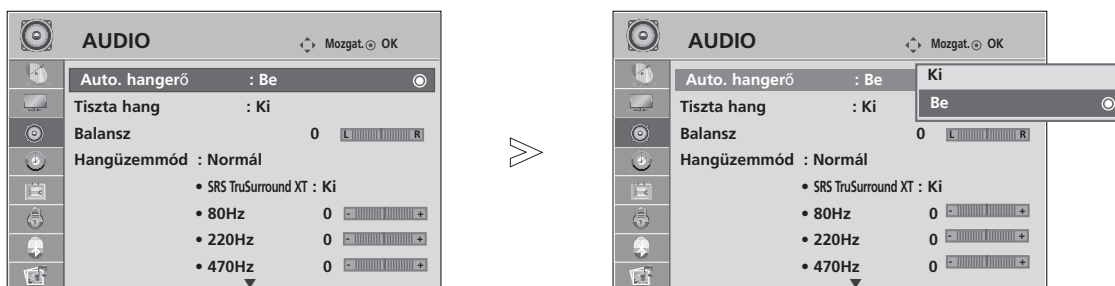 AUDIO Mozgat. OK
Auto. hangerő : Be
Tiszta hang : Ki
Balansz 0 L R
Hangüzemmód : Normál
• SRS TruSurround XT : Ki
• 80Hz 0 - +
• 220Hz 0 - +
• 470Hz 0 - +
AUDIO Mozgat. OK
Auto. hangerő : Be
Ki
Be
Tiszta hang : Ki
Balansz 0 L R
Hangüzemmód : Normál
• SRS TruSurround XT : Ki
• 80Hz 0 - +
• 220Hz 0 - +
• 470Hz 0 - +